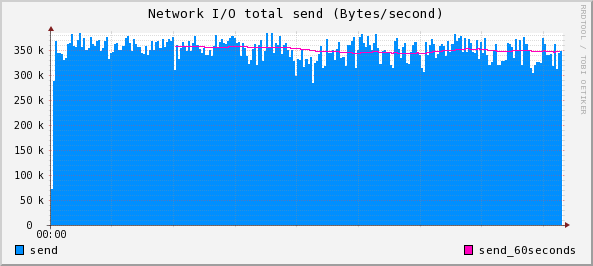 Network I/O total send (Bytes/second)
RRDTOOL / TOBI OETIKER
350 k
300 k
250 k
200 k
150 k
100 k
50 k
0
00:00
send
send_60seconds